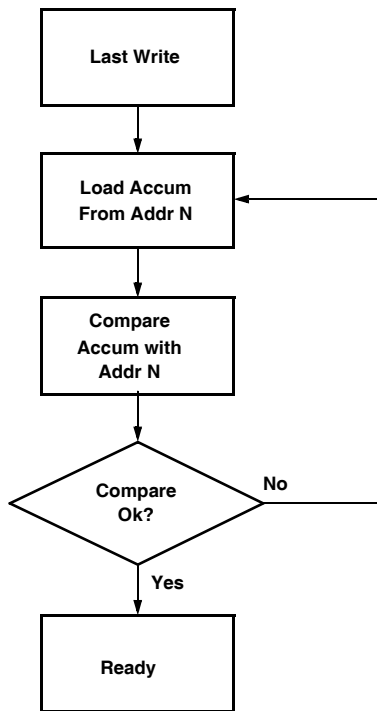 Last Write
Load Accum
From Addr N
Compare
Accum with
Addr N
Compare
Ok?
No
Yes
Ready